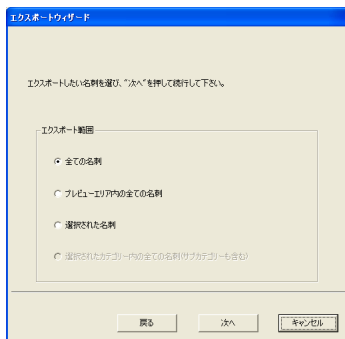 エクスポートウィザード
エクスポートしたい名刺を選び、"次へ"を押して続行して下さい。
エクスポート範囲
全ての名刺
プレビューエリア内の全ての名刺
選択された名刺
選択されたカテゴリー内の全ての名刺(サブカテゴリーも含む)
戻る
次へ
キャンセル